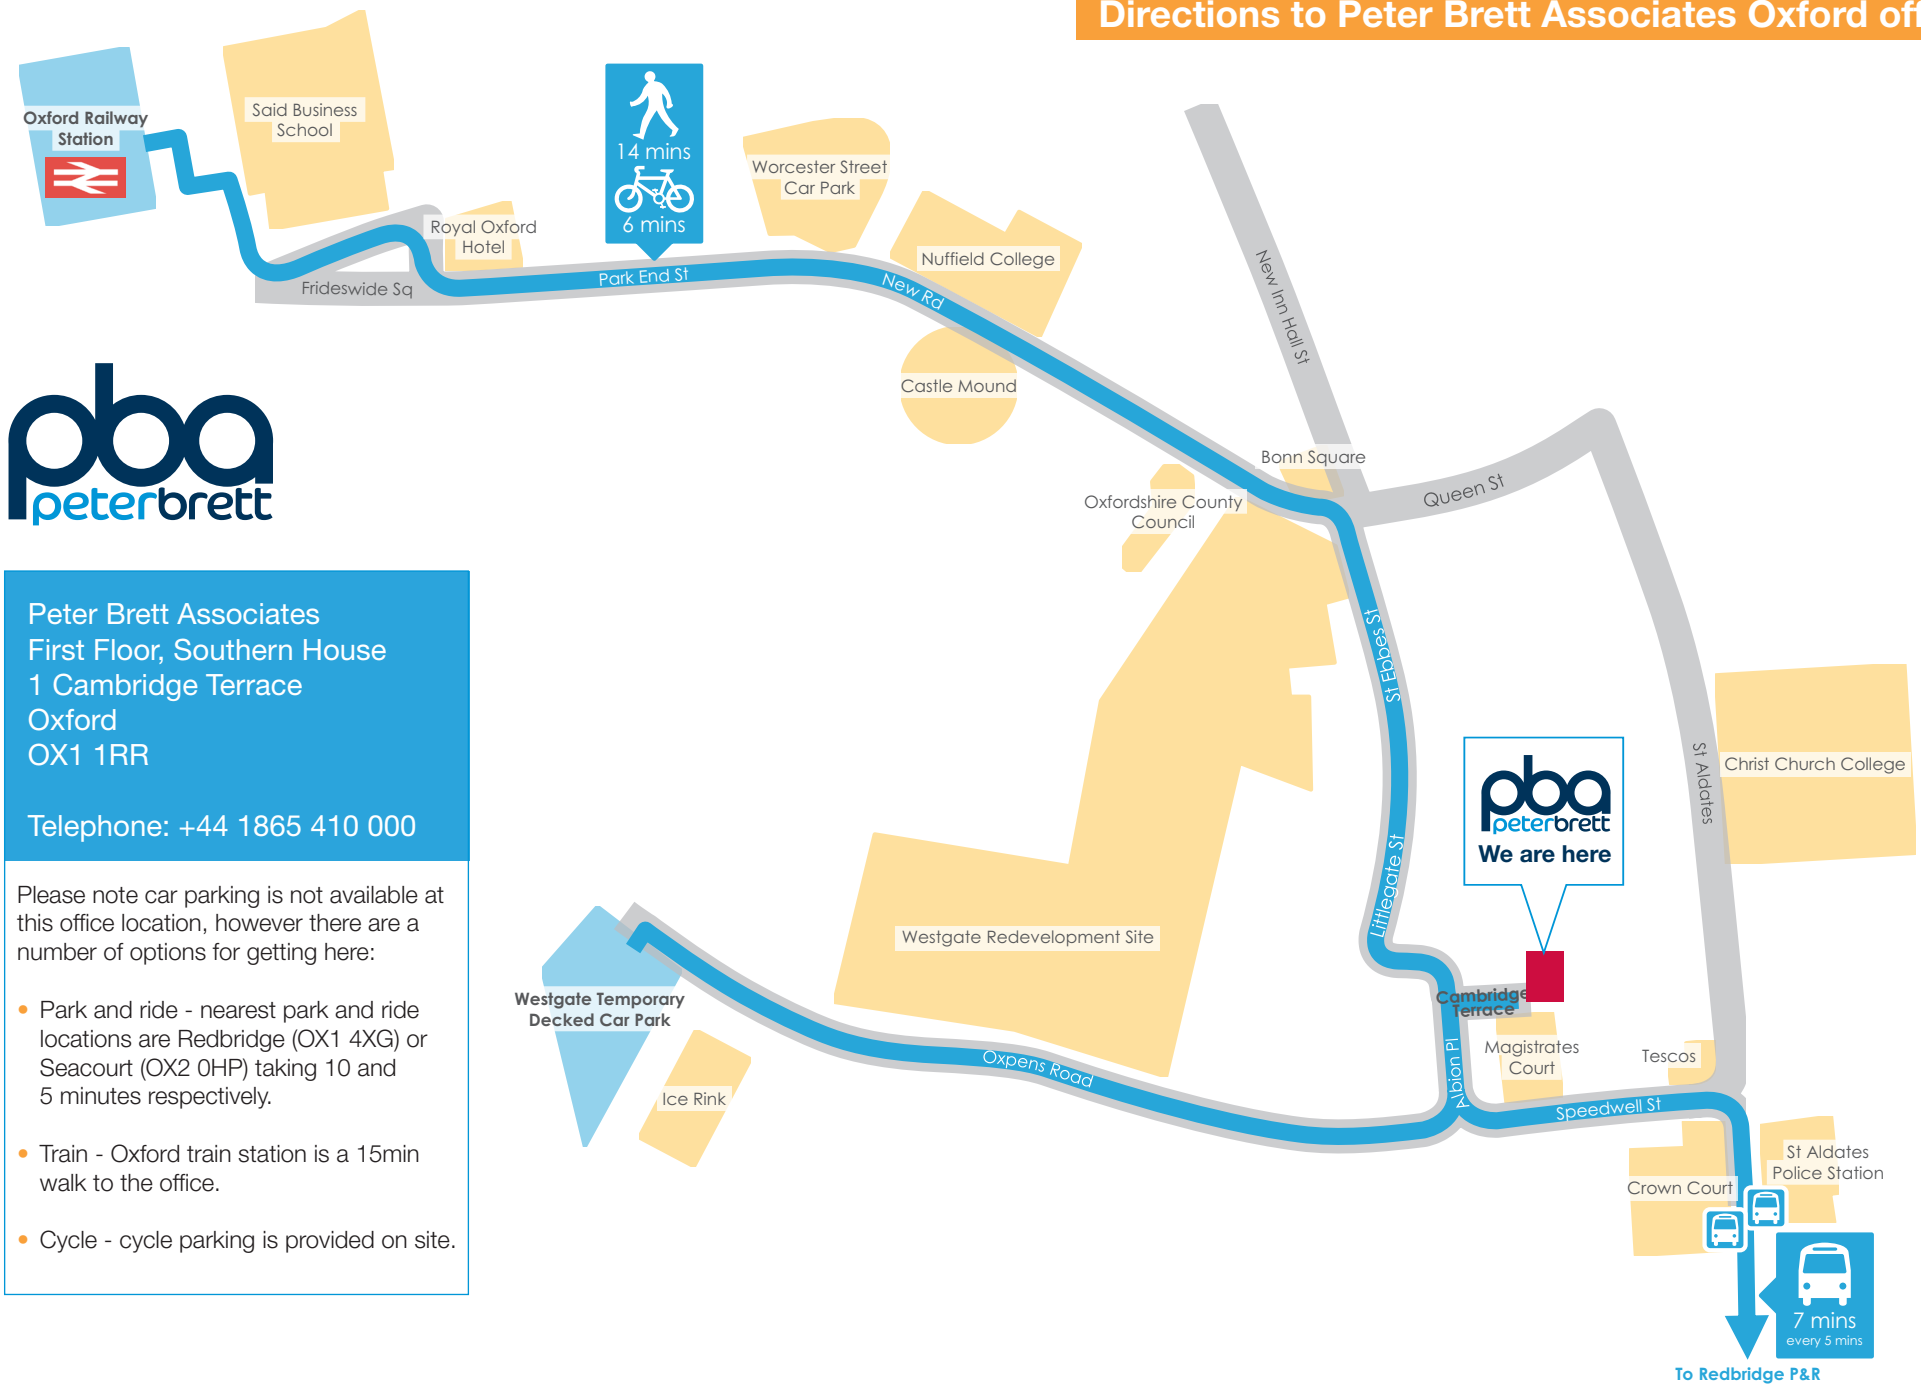 Directions to Peter Brett Associates Oxford off
Oxford Railway
Station
Said Business
School
14 mins
6 mins
Worcester Street
Car Park
Royal Oxford
Hotel
Nuffield College
Frideswide Sq
Park End St
New Rd
New Inn Hall St
Castle Mound
Bonn Square
Queen St
Oxfordshire County
Council
pba
peterbrett
Peter Brett Associates
First Floor, Southern House
1 Cambridge Terrace
Oxford
OX1 1RR
Telephone: +44 1865 410 000
Please note car parking is not available at
this office location, however there are a
number of options for getting here:
• Park and ride - nearest park and ride
locations are Redbridge (OX1 4XG) or
Seacourt (OX2 0HP) taking 10 and
5 minutes respectively.
• Train - Oxford train station is a 15min
walk to the office.
• Cycle - cycle parking is provided on site.
St Ebbes St
Littlegate St
St Aldates
Christ Church College
pba
peterbrett
We are here
Westgate Redevelopment Site
Westgate Temporary
Decked Car Park
Ice Rink
Oxpens Road
Cambridge
Terrace
Albion Pl
Magistrates
Court
Tescos
Speedwell St
St Aldates
Police Station
Crown Court
7 mins
every 5 mins
To Redbridge P&R